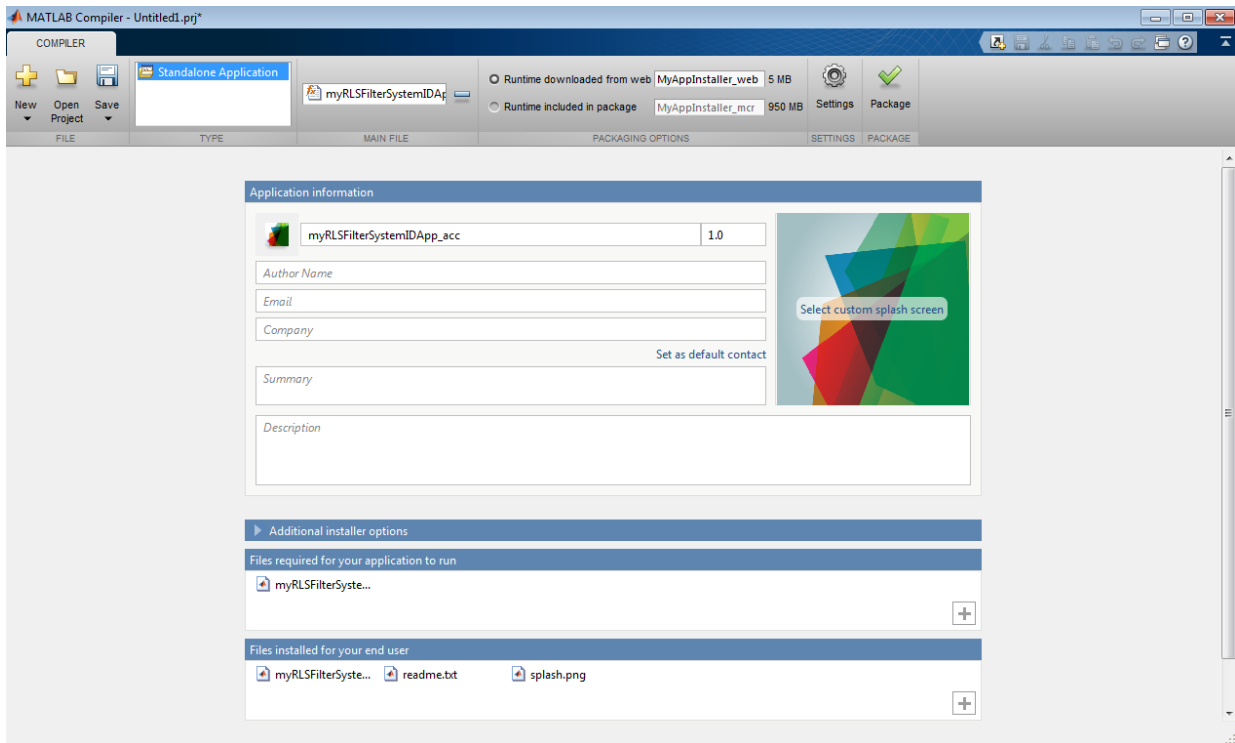 MATLAB Compiler - Untitled1.prj*
COMPILER
New
Open Project
Save
FILE
Standalone Application
TYPE
myRLSFilterSystemIDAp
MAIN FILE
Runtime downloaded from web MyAppInstaller_web 5 MB
Runtime included in package MyAppInstaller_mcr 950 MB
PACKAGING OPTIONS
Settings
SETTINGS
Package
PACKAGE
Application information
myRLSFilterSystemIDApp_acc 1.0
Author Name
Email
Company
Set as default contact
Summary
Select custom splash screen
Description
Additional installer options
Files required for your application to run
myRLSFilterSyste...
Files installed for your end user
myRLSFilterSyste... readme.txt splash.png